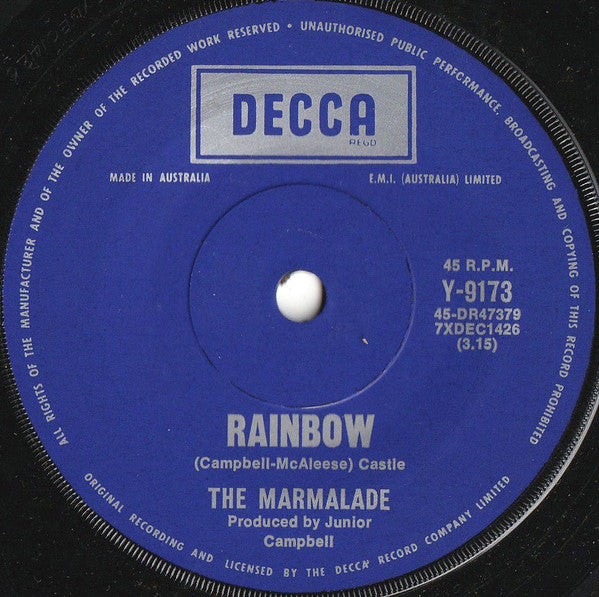 ALL RIGHTS OF THE MANUFACTURER AND OF THE OWNER OF THE RECORDED WORK RESERVED • UNAUTHORISED PUBLIC PERFORMANCE, BROADCASTING AND COPYING OF THIS RECORD PROHIBITED
DECCA
REGD
MADE IN AUSTRALIA
E.M.I. (AUSTRALIA) LIMITED
45 R.P.M.
Y-9173
45-DR47379
7XDEC1426
(3.15)
RAINBOW
(Campbell-McAleese) Castle
THE MARMALADE
Produced by Junior
Campbell
ORIGINAL RECORDING AND LICENSED BY THE DECCA RECORD COMPANY LIMITED